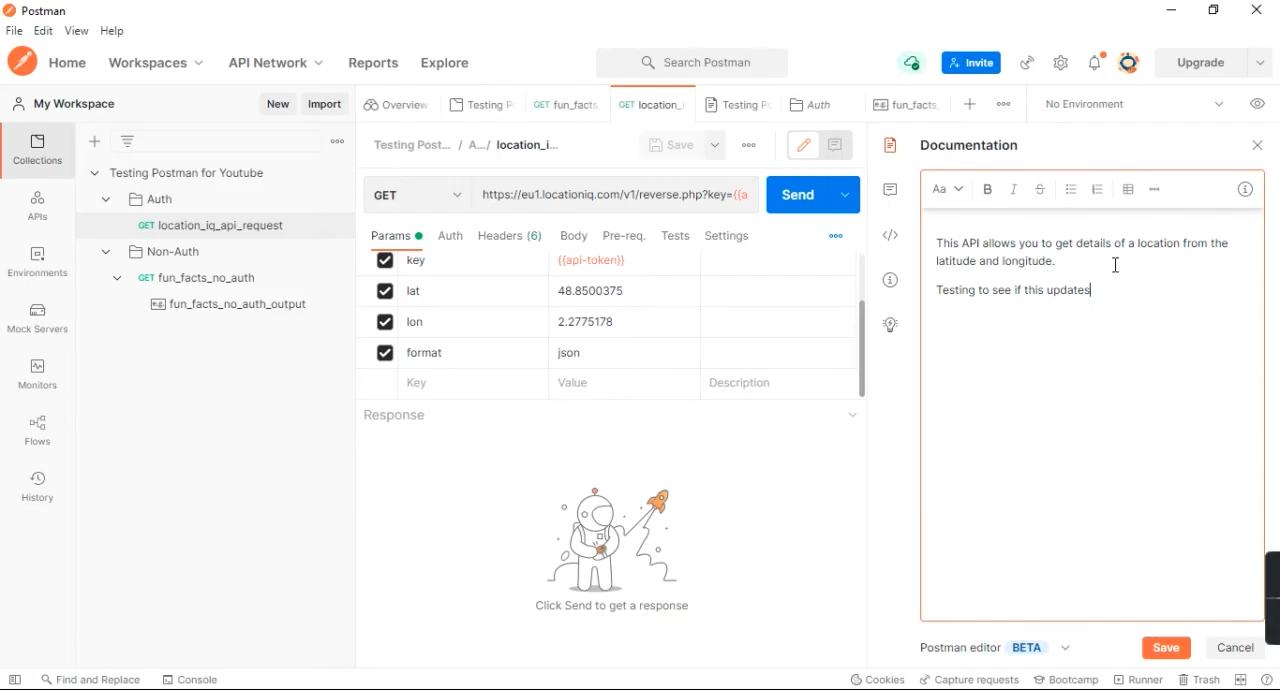 Postman
File Edit View Help
Home Workspaces API Network Reports Explore Search Postman Invite Upgrade
My Workspace New Import Overview Testing P GET fun_facts. GET location_ Testing P Auth fun_facts. No Environment
Collections
APIs
Environments
Mock Servers
Monitors
Flows
History
Testing Postman for Youtube
Auth
GET location_iq_api_request
Non-Auth
GET fun_facts_no_auth
e.g. fun_facts_no_auth_output
Testing Post... / A.../ location_i... Save
GET https://eu1.locationiq.com/v1/reverse.php?key={{a Send
Params Auth Headers (6) Body Pre-req. Tests Settings
key {{api-token}}
lat 48.8500375
lon 2.2775178
format json
Key Value Description
Response
Click Send to get a response
Documentation
Aa B I S
This API allows you to get details of a location from the
latitude and longitude.
Testing to see if this updates
Postman editor BETA Save Cancel
Find and Replace Console Cookies Capture requests Bootcamp Runner Trash